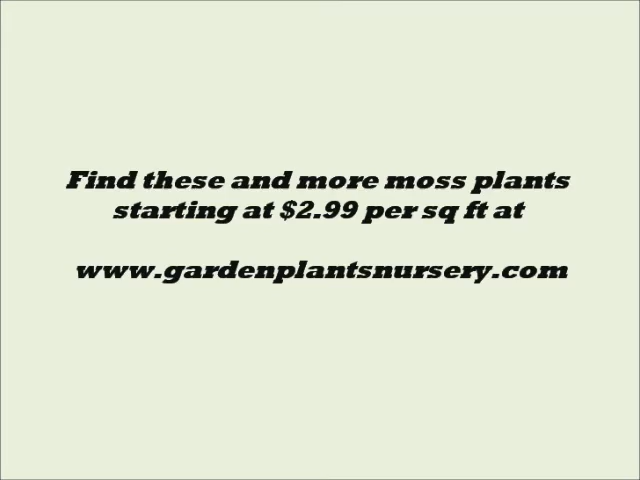 Find these and more moss plants
starting at $2.99 per sq ft at
www.gardenplantsnursery.com